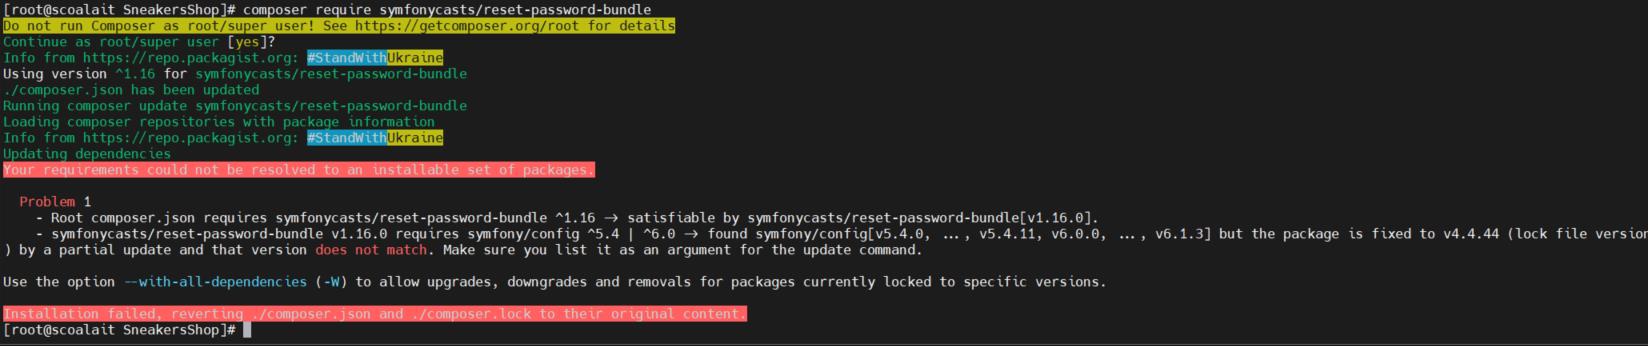 [root@scoalait SneakersShop]# composer require symfonycasts/reset-password-bundle
Do not run Composer as root/super user! See https://getcomposer.org/root for details
Continue as root/super user [yes]?
Info from https://repo.packagist.org: #StandWithUkraine
Using version ^1.16 for symfonycasts/reset-password-bundle
./composer.json has been updated
Running composer update symfonycasts/reset-password-bundle
Loading composer repositories with package information
Info from https://repo.packagist.org: #StandWithUkraine
Updating dependencies
Your requirements could not be resolved to an installable set of packages.
Problem 1
- Root composer.json requires symfonycasts/reset-password-bundle ^1.16 → satisfiable by symfonycasts/reset-password-bundle[v1.16.0].
- symfonycasts/reset-password-bundle v1.16.0 requires symfony/config ^5.4 | ^6.0 → found symfony/config[v5.4.0, ..., v5.4.11, v6.0.0, ..., v6.1.3] but the package is fixed to v4.4.44 (lock file version
) by a partial update and that version does not match. Make sure you list it as an argument for the update command.
Use the option --with-all-dependencies (-W) to allow upgrades, downgrades and removals for packages currently locked to specific versions.
Installation failed, reverting ./composer.json and ./composer.lock to their original content.
[root@scoalait SneakersShop]#